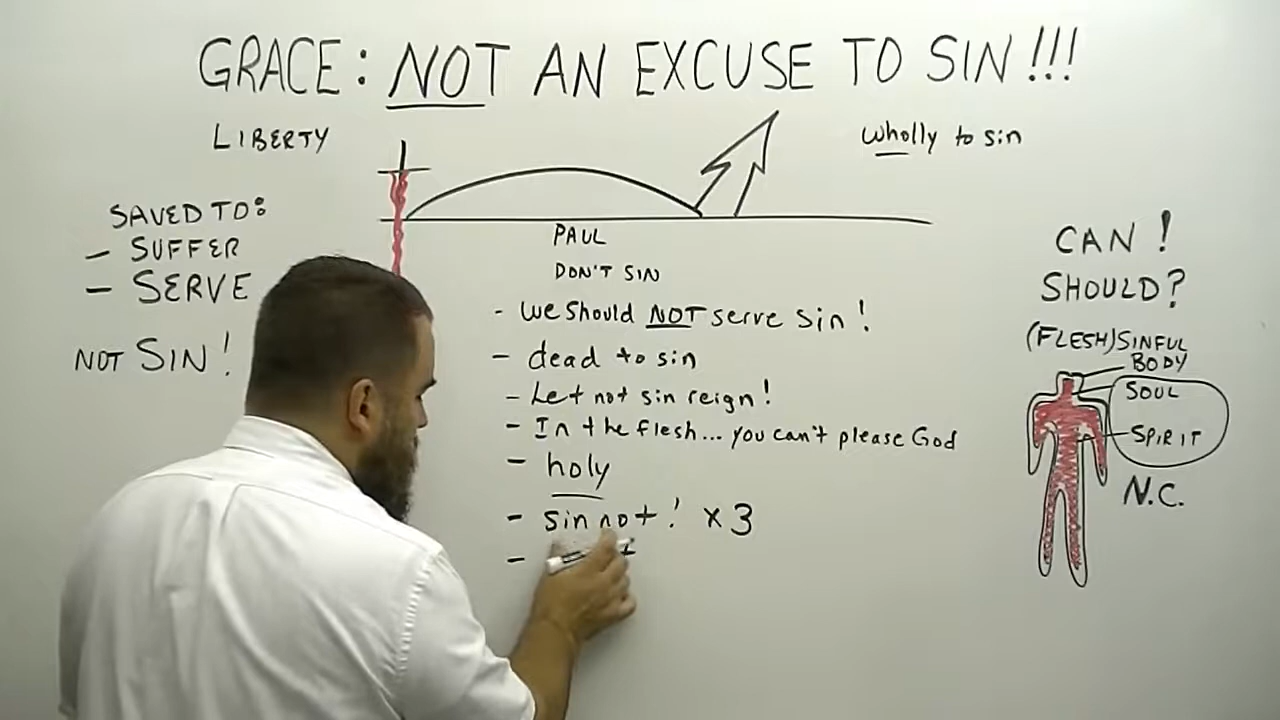 GRACE: NOT AN EXCUSE TO SIN!!!
LIBERTY
wholly to sin
SAVED TO:
- SUFFER
- SERVE
NOT SIN!
PAUL
DON'T SIN
- We Should NOT serve sin!
- dead to sin
- Let not sin reign!
- In the flesh... you can't please God
- holy
- sin not! x3
-
CAN!
SHOULD?
(FLESH) SINFUL
BODY
SOUL
SPIRIT
N.C.